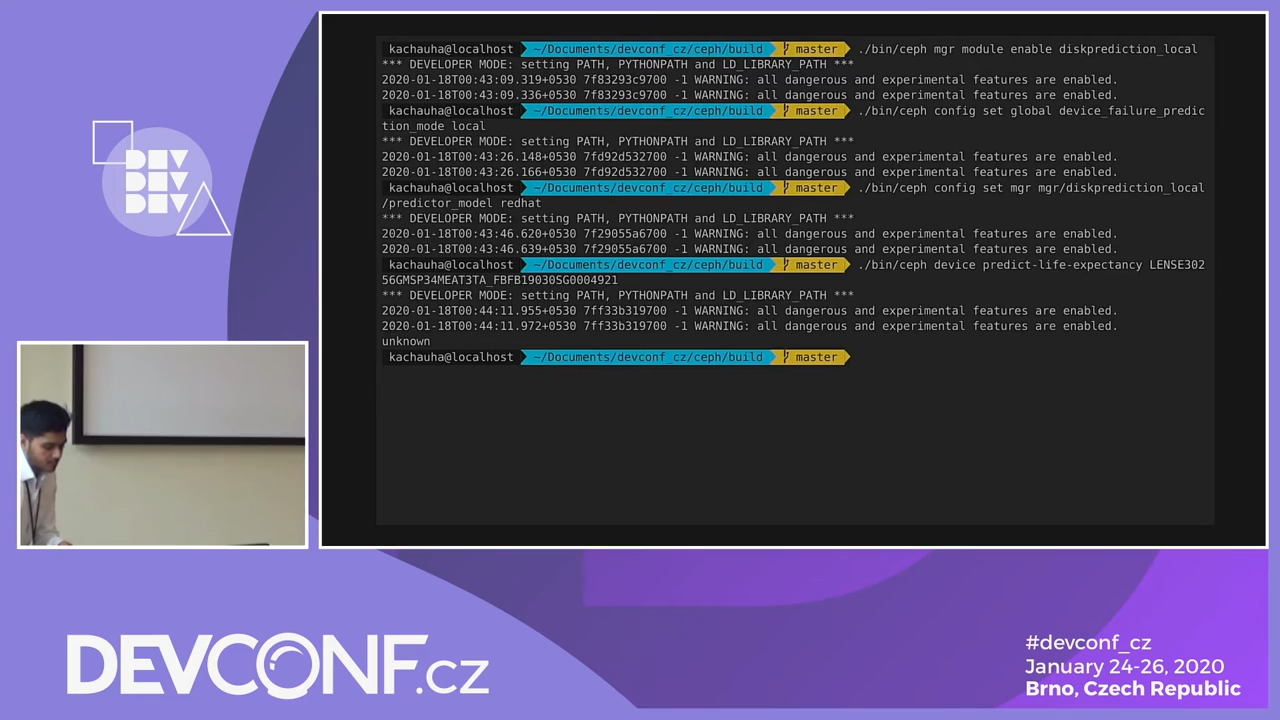 kachauha@localhost ~/Documents/devconf_cz/ceph/build master ./bin/ceph mgr module enable diskprediction_local
*** DEVELOPER MODE: setting PATH, PYTHONPATH and LD_LIBRARY_PATH ***
2020-01-18T00:43:09.319+0530 7f83293c9700 -1 WARNING: all dangerous and experimental features are enabled.
2020-01-18T00:43:09.336+0530 7f83293c9700 -1 WARNING: all dangerous and experimental features are enabled.
kachauha@localhost ~/Documents/devconf_cz/ceph/build master ./bin/ceph config set global device_failure_predic
tion_mode local
*** DEVELOPER MODE: setting PATH, PYTHONPATH and LD_LIBRARY_PATH ***
2020-01-18T00:43:26.148+0530 7fd92d532700 -1 WARNING: all dangerous and experimental features are enabled.
2020-01-18T00:43:26.166+0530 7fd92d532700 -1 WARNING: all dangerous and experimental features are enabled.
kachauha@localhost ~/Documents/devconf_cz/ceph/build master ./bin/ceph config set mgr mgr/diskprediction_local
/predictor_model redhat
*** DEVELOPER MODE: setting PATH, PYTHONPATH and LD_LIBRARY_PATH ***
2020-01-18T00:43:46.620+0530 7f29055a6700 -1 WARNING: all dangerous and experimental features are enabled.
2020-01-18T00:43:46.639+0530 7f29055a6700 -1 WARNING: all dangerous and experimental features are enabled.
kachauha@localhost ~/Documents/devconf_cz/ceph/build master ./bin/ceph device predict-life-expectancy LENSE302
56GMSP34MEAT3TA_FBFB19030SG0004921
*** DEVELOPER MODE: setting PATH, PYTHONPATH and LD_LIBRARY_PATH ***
2020-01-18T00:44:11.955+0530 7ff33b319700 -1 WARNING: all dangerous and experimental features are enabled.
2020-01-18T00:44:11.972+0530 7ff33b319700 -1 WARNING: all dangerous and experimental features are enabled.
unknown
kachauha@localhost ~/Documents/devconf_cz/ceph/build master
DEV
DEV
DEV
DEVCONF.cz
#devconf_cz
January 24-26, 2020
Brno, Czech Republic